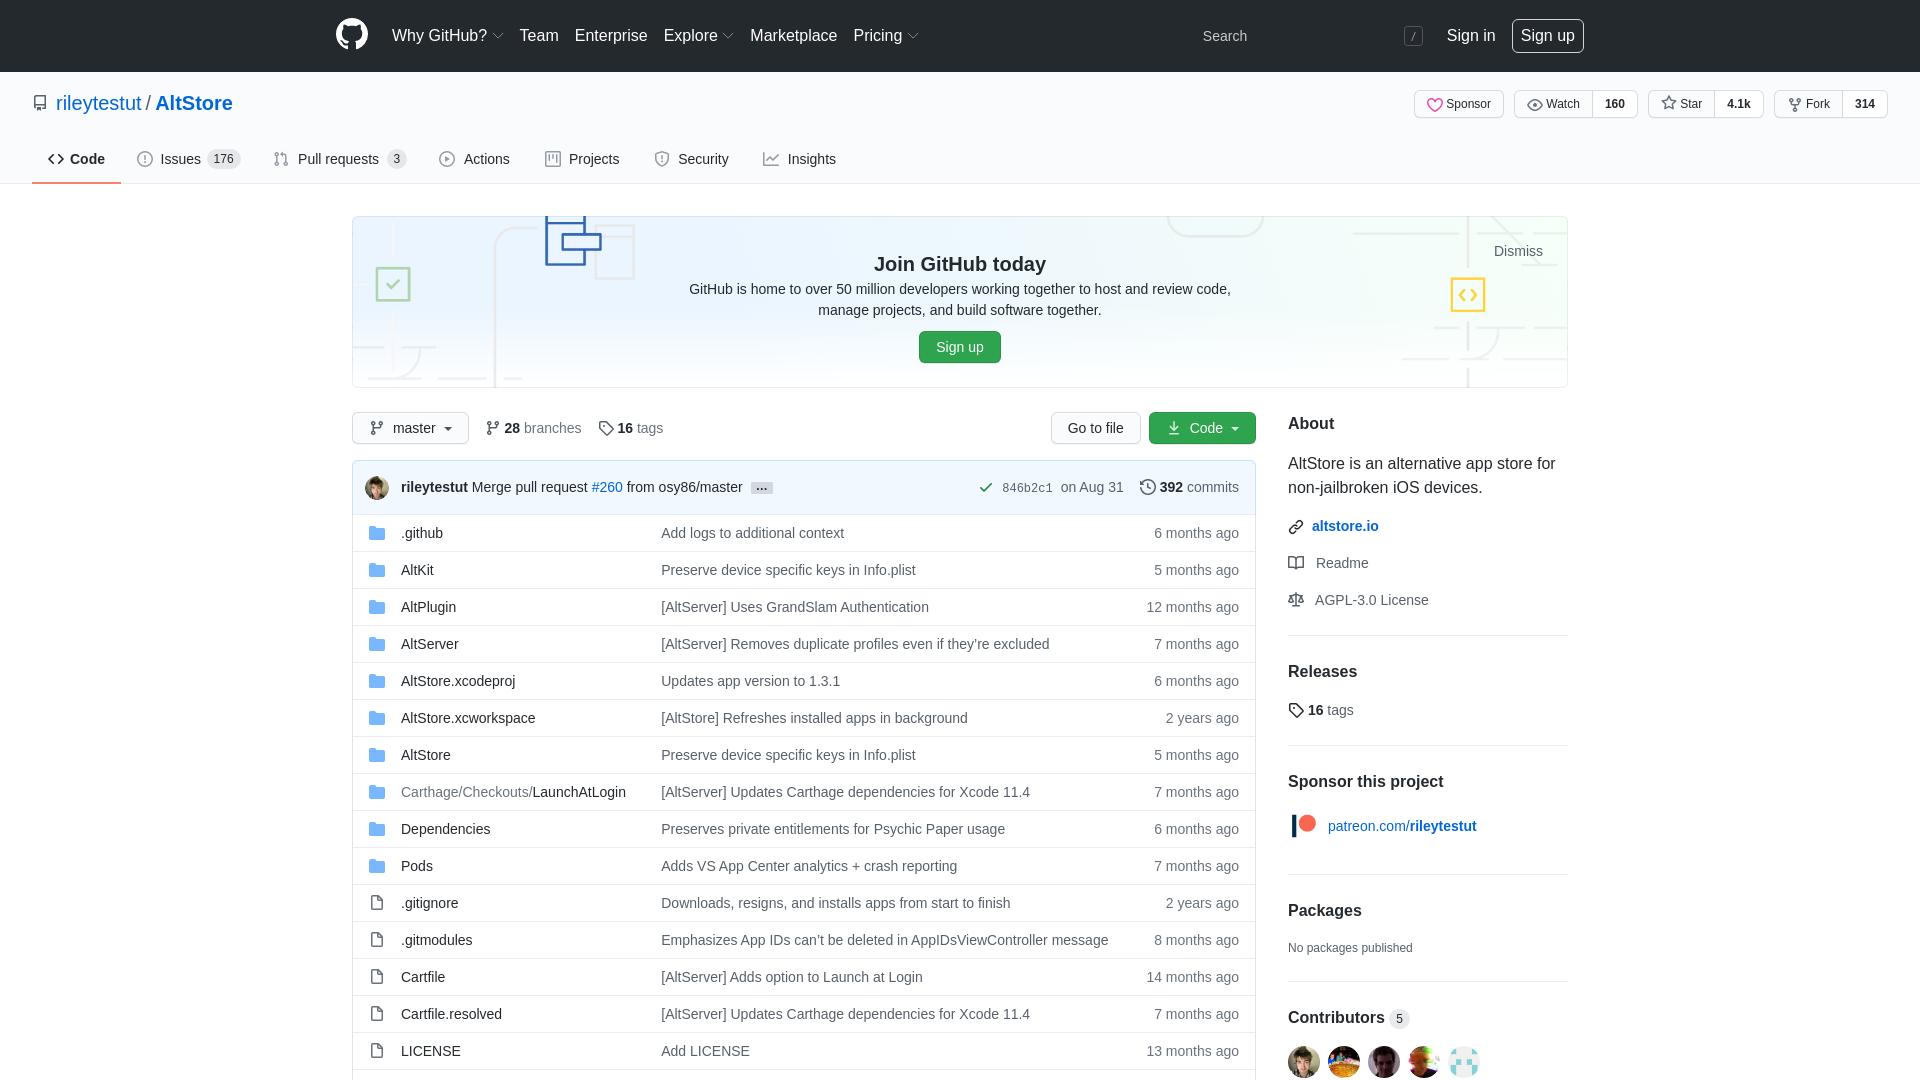 Why GitHub? Team Enterprise Explore Marketplace Pricing Search / Sign in Sign up
rileytestut / AltStore
Sponsor Watch 160 Star 4.1k Fork 314
Code Issues 176 Pull requests 3 Actions Projects Security Insights
Dismiss
Join GitHub today
GitHub is home to over 50 million developers working together to host and review code,
manage projects, and build software together.
Sign up
master 28 branches 16 tags Go to file Code
rileytestut Merge pull request #260 from osy86/master … 846b2c1 on Aug 31 392 commits
.github Add logs to additional context 6 months ago
AltKit Preserve device specific keys in Info.plist 5 months ago
AltPlugin [AltServer] Uses GrandSlam Authentication 12 months ago
AltServer [AltServer] Removes duplicate profiles even if they’re excluded 7 months ago
AltStore.xcodeproj Updates app version to 1.3.1 6 months ago
AltStore.xcworkspace [AltStore] Refreshes installed apps in background 2 years ago
AltStore Preserve device specific keys in Info.plist 5 months ago
Carthage/Checkouts/LaunchAtLogin [AltServer] Updates Carthage dependencies for Xcode 11.4 7 months ago
Dependencies Preserves private entitlements for Psychic Paper usage 6 months ago
Pods Adds VS App Center analytics + crash reporting 7 months ago
.gitignore Downloads, resigns, and installs apps from start to finish 2 years ago
.gitmodules Emphasizes App IDs can’t be deleted in AppIDsViewController message 8 months ago
Cartfile [AltServer] Adds option to Launch at Login 14 months ago
Cartfile.resolved [AltServer] Updates Carthage dependencies for Xcode 11.4 7 months ago
LICENSE Add LICENSE 13 months ago
About
AltStore is an alternative app store for
non-jailbroken iOS devices.
altstore.io
Readme
AGPL-3.0 License
Releases
16 tags
Sponsor this project
patreon.com/rileytestut
Packages
No packages published
Contributors 5